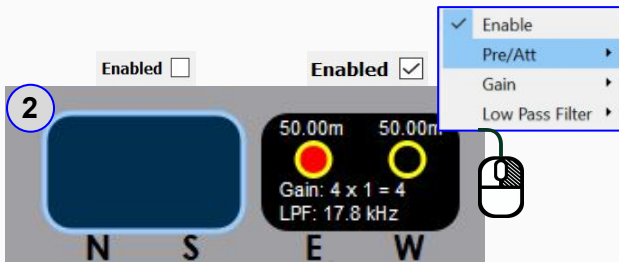 Enable
Pre/Att
Gain
Low Pass Filter
Enabled
Enabled
2
50.00m 50.00m
Gain: 4 x 1 = 4
LPF: 17.8 kHz
N S E W